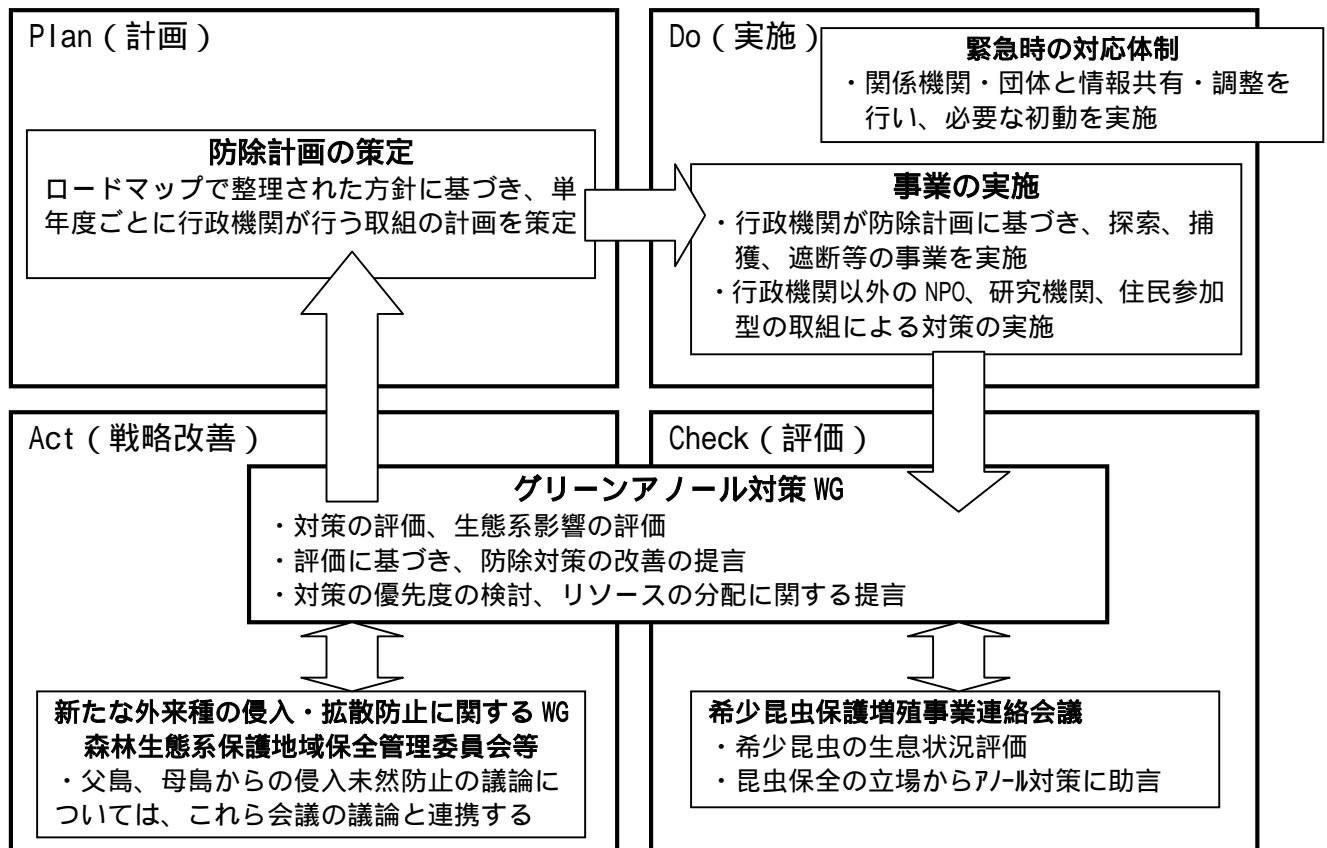 Plan（計画）
防除計画の策定
ロードマップで整理された方針に基づき、単
年度ごとに行政機関が行う取組の計画を策定
Do（実施）
緊急時の対応体制
・関係機関・団体と情報共有・調整を
行い、必要な初動を実施
事業の実施
・行政機関が防除計画に基づき、探索、捕
獲、遮断等の事業を実施
・行政機関以外の NPO、研究機関、住民参加
型の取組による対策の実施
Act（戦略改善）
Check（評価）
グリーンアノール対策 WG
・対策の評価、生態系影響の評価
・評価に基づき、防除対策の改善の提言
・対策の優先度の検討、リソースの分配に関する提言
新たな外来種の侵入・拡散防止に関する WG
森林生態系保護地域保全管理委員会等
・父島、母島からの侵入未然防止の議論に
ついては、これら会議の議論と連携する
希少昆虫保護増殖事業連絡会議
・希少昆虫の生息状況評価
・昆虫保全の立場からｱﾉｰﾙ対策に助言